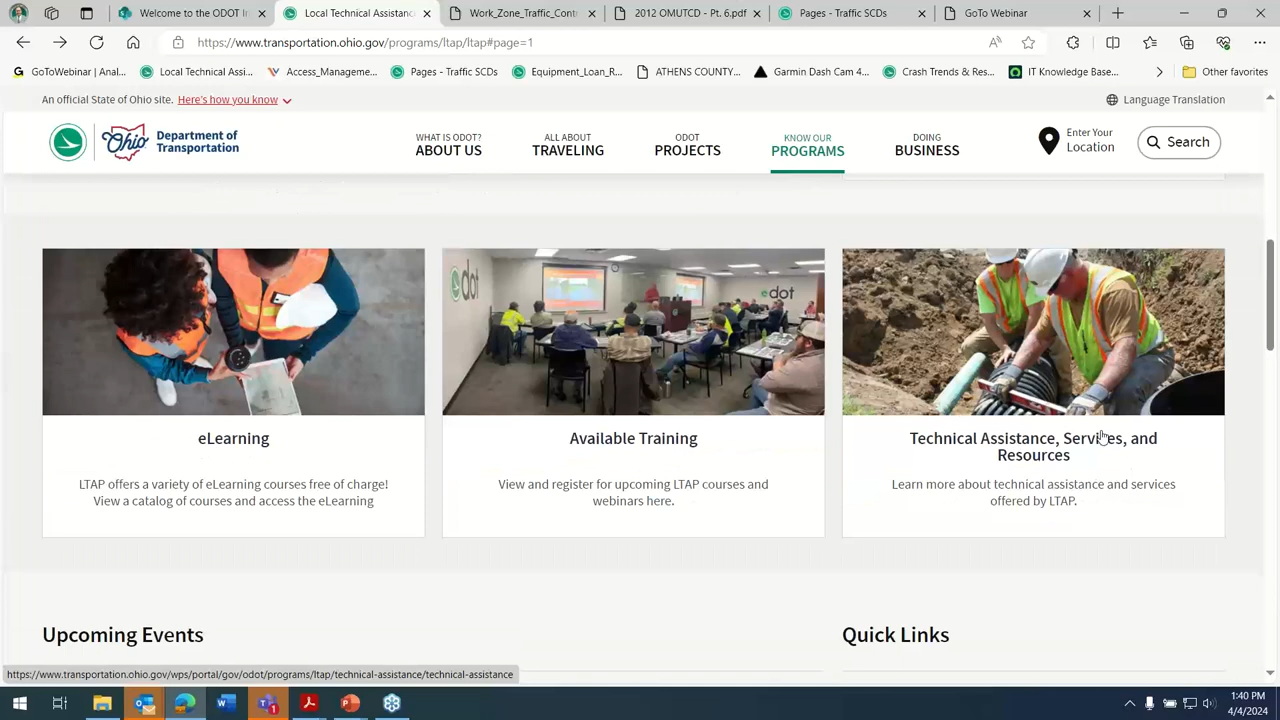 Welcome to the ODOT In
Local Technical Assistanc
Work_Zone_Traffic_Contr
2012 OMUTCD - Pt.6.pdf
Pages - Traffic SCDs
GoTo Webinar
https://www.transportation.ohio.gov/programs/ltap/ltap#page=1
GoToWebinar | Anal...
Local Technical Assi...
Access Manageme...
Pages - Traffic SCDs
Equipment_Loan_R...
ATHENS COUNTY...
Garmin Dash Cam 4...
Crash Trends & Res...
IT Knowledge Base...
Other favorites
An official State of Ohio site. Here's how you know
Language Translation
Ohio
Department of
Transportation
WHAT IS ODOT?
ABOUT US
ALL ABOUT
TRAVELING
ODOT
PROJECTS
KNOW OUR
PROGRAMS
DOING
BUSINESS
Enter Your
Location
Search
dot
odot
eLearning
LTAP offers a variety of eLearning courses free of charge!
View a catalog of courses and access the eLearning
Available Training
View and register for upcoming LTAP courses and
webinars here.
Technical Assistance, Services, and
Resources
Learn more about technical assistance and services
offered by LTAP.
Upcoming Events
Quick Links
https://www.transportation.ohio.gov/wps/portal/gov/odot/programs/ltap/technical-assistance/technical-assistance
1:40 PM
4/4/2024